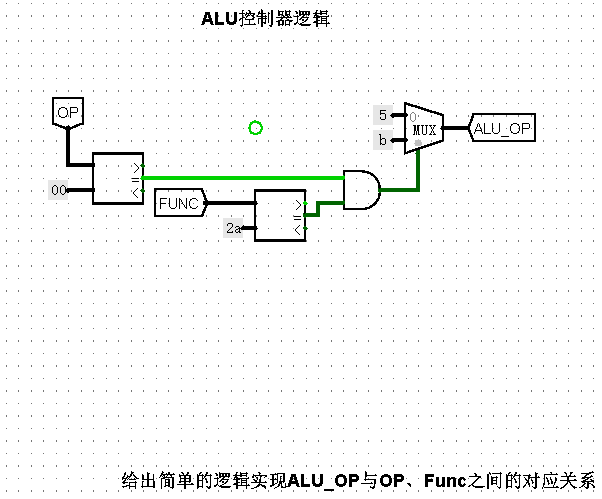 ALU控制器逻辑
OP
5
0
MUX
ALU_OP
b
>
=
<
00
FUNC
>
=
<
2a
给出简单的逻辑实现ALU_OP与OP、Func之间的对应关系